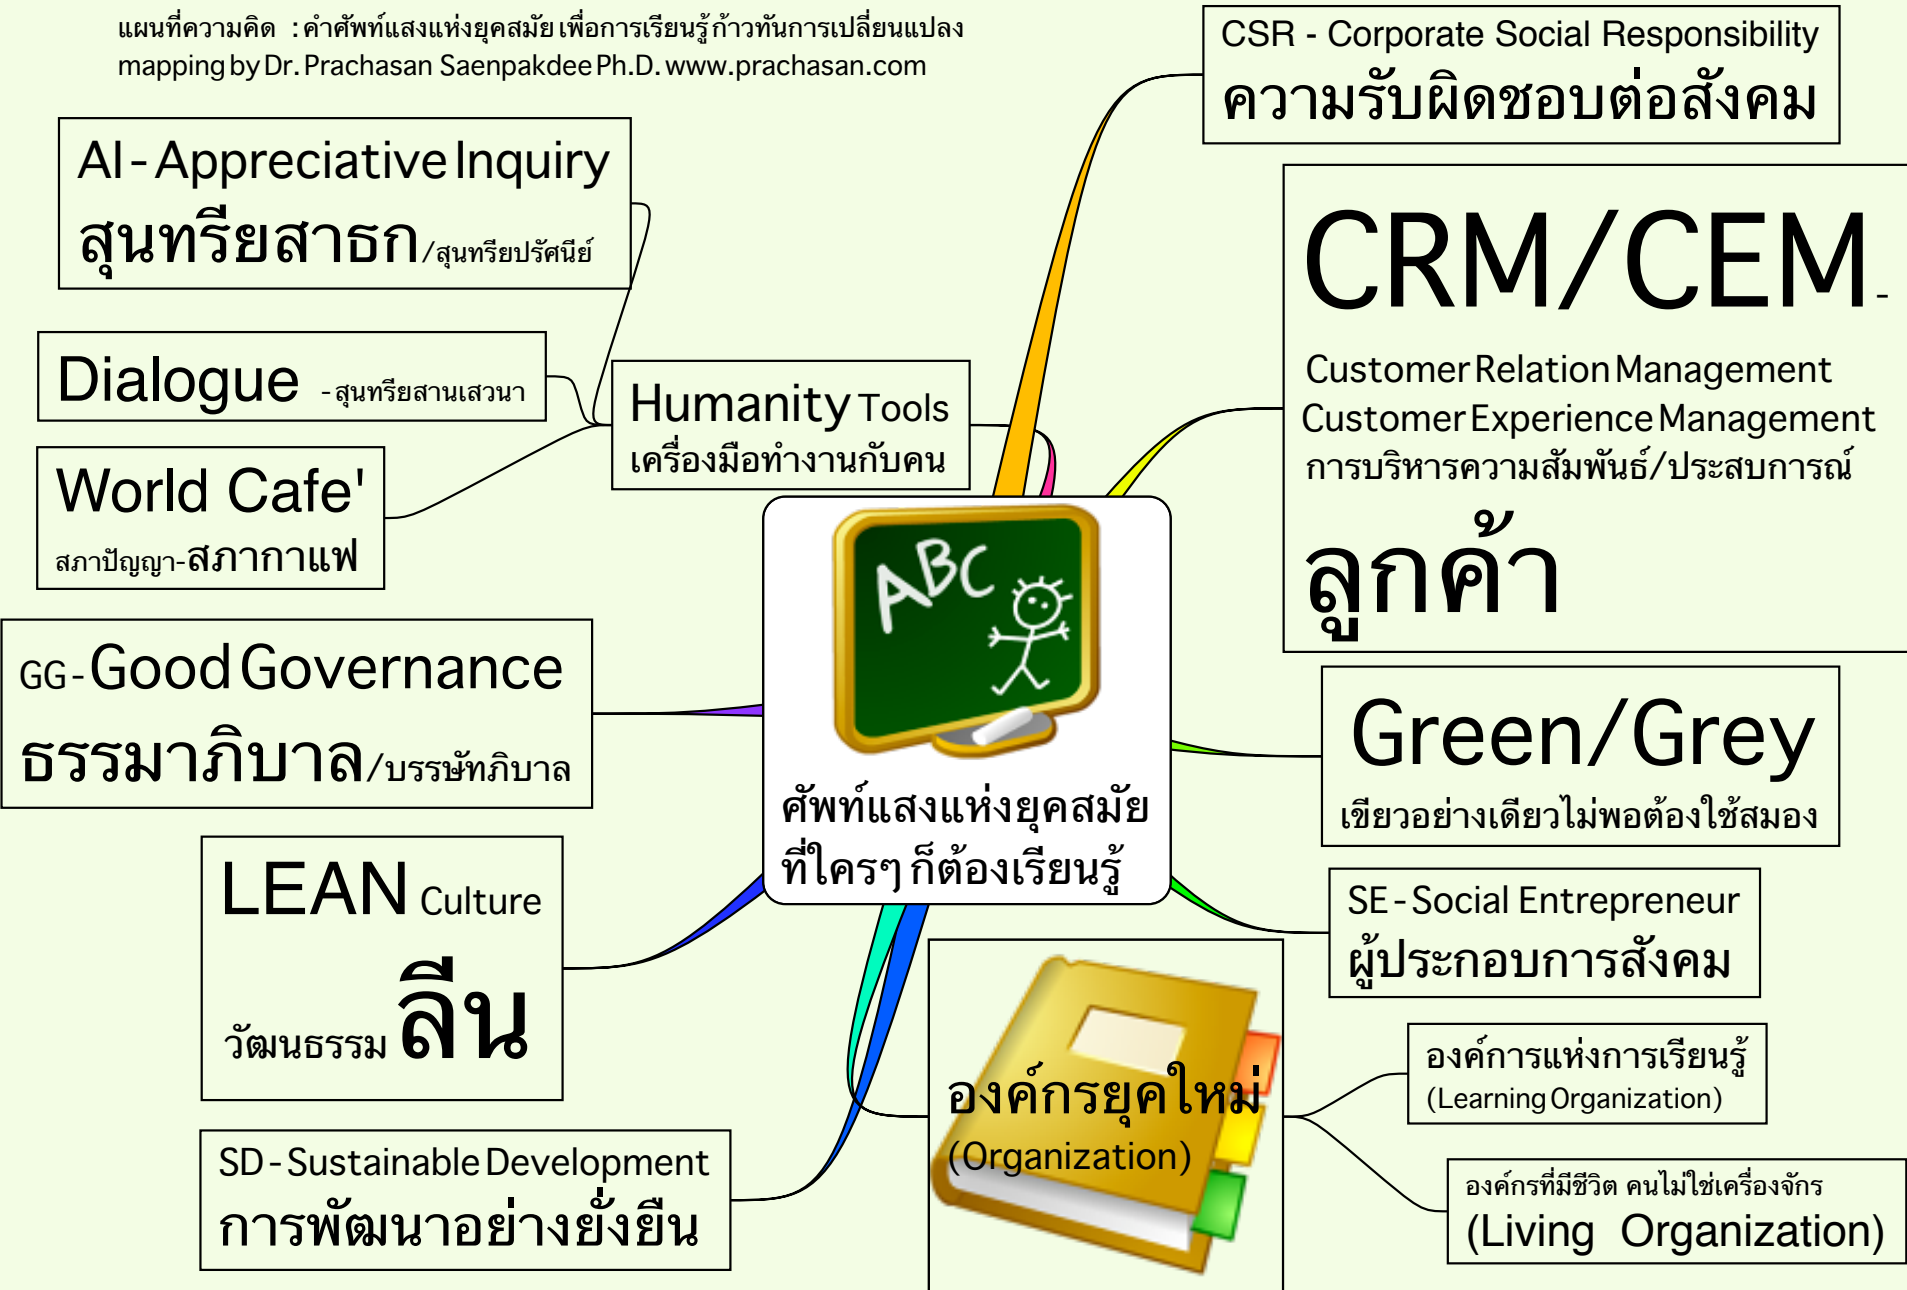 แผนที่ความคิด : คำศัพท์แสงแห่งยุคสมัย เพื่อการเรียนรู้ ก้าวทันการเปลี่ยนแปลง
mapping by Dr. Prachasan Saenpakdee Ph.D. www.prachasan.com
CSR - Corporate Social Responsibility
ความรับผิดชอบต่อสังคม
AI - Appreciative Inquiry
สุนทรียสาธก/สุนทรียปรัศนีย์
CRM/CEM -
Customer Relation Management
Customer Experience Management
การบริหารความสัมพันธ์/ประสบการณ์
ลูกค้า
Dialogue - สุนทรียสานเสวนา
Humanity Tools
เครื่องมือทำงานกับคน
World Cafe'
สภาปัญญา-สภากาแฟ
ABC
GG - Good Governance
ธรรมาภิบาล/บรรษัทภิบาล
Green/Grey
เขียวอย่างเดียวไม่พอต้องใช้สมอง
ศัพท์แสงแห่งยุคสมัย
ที่ใครๆ ก็ต้องเรียนรู้
LEAN Culture
วัฒนธรรม ลีน
SE - Social Entrepreneur
ผู้ประกอบการสังคม
องค์กรยุคใหม่
(Organization)
องค์การแห่งการเรียนรู้
(Learning Organization)
SD - Sustainable Development
การพัฒนาอย่างยั่งยืน
องค์กรที่มีชีวิต คนไม่ใช่เครื่องจักร
(Living Organization)